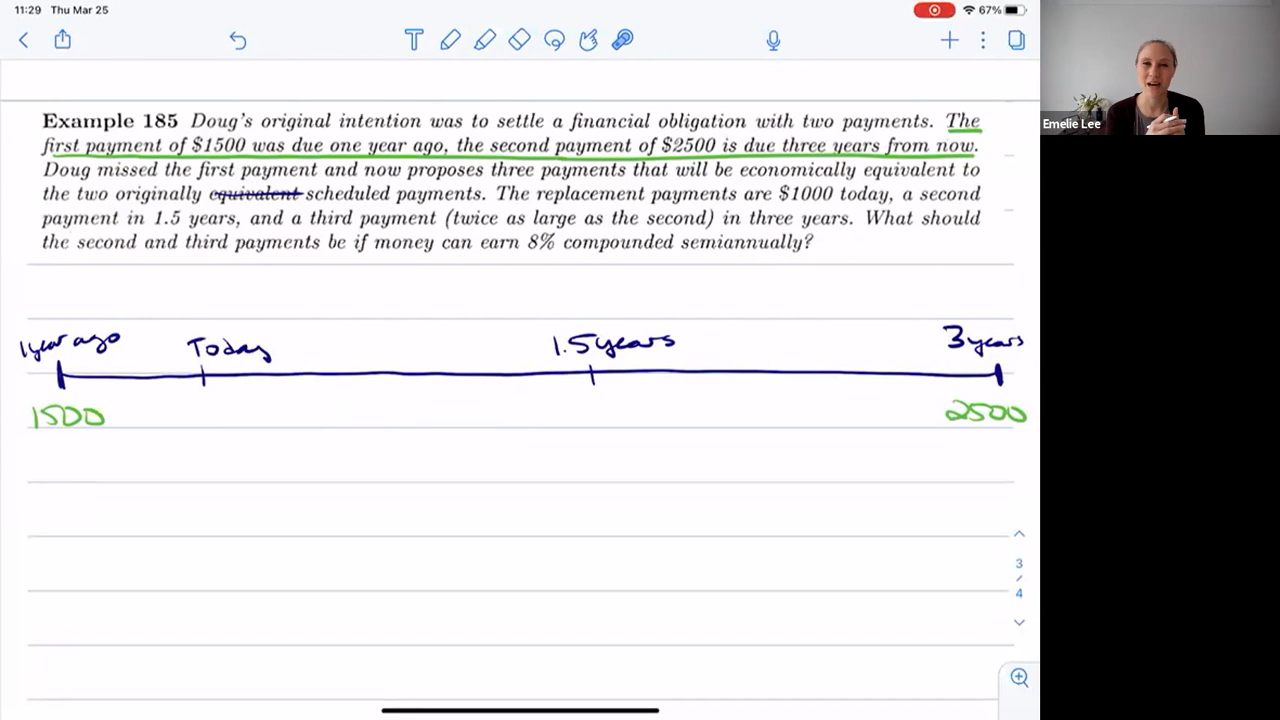 11:29 Thu Mar 25
67%
T
Emelie Lee
Example 185 Doug's original intention was to settle a financial obligation with two payments. The
first payment of $1500 was due one year ago, the second payment of $2500 is due three years from now.
Doug missed the first payment and now proposes three payments that will be economically equivalent to
the two originally equivalent scheduled payments. The replacement payments are $1000 today, a second
payment in 1.5 years, and a third payment (twice as large as the second) in three years. What should
the second and third payments be if money can earn 8% compounded semiannually?
1 year ago Today 1.5 years 3 years
1500 2500
3
/
4